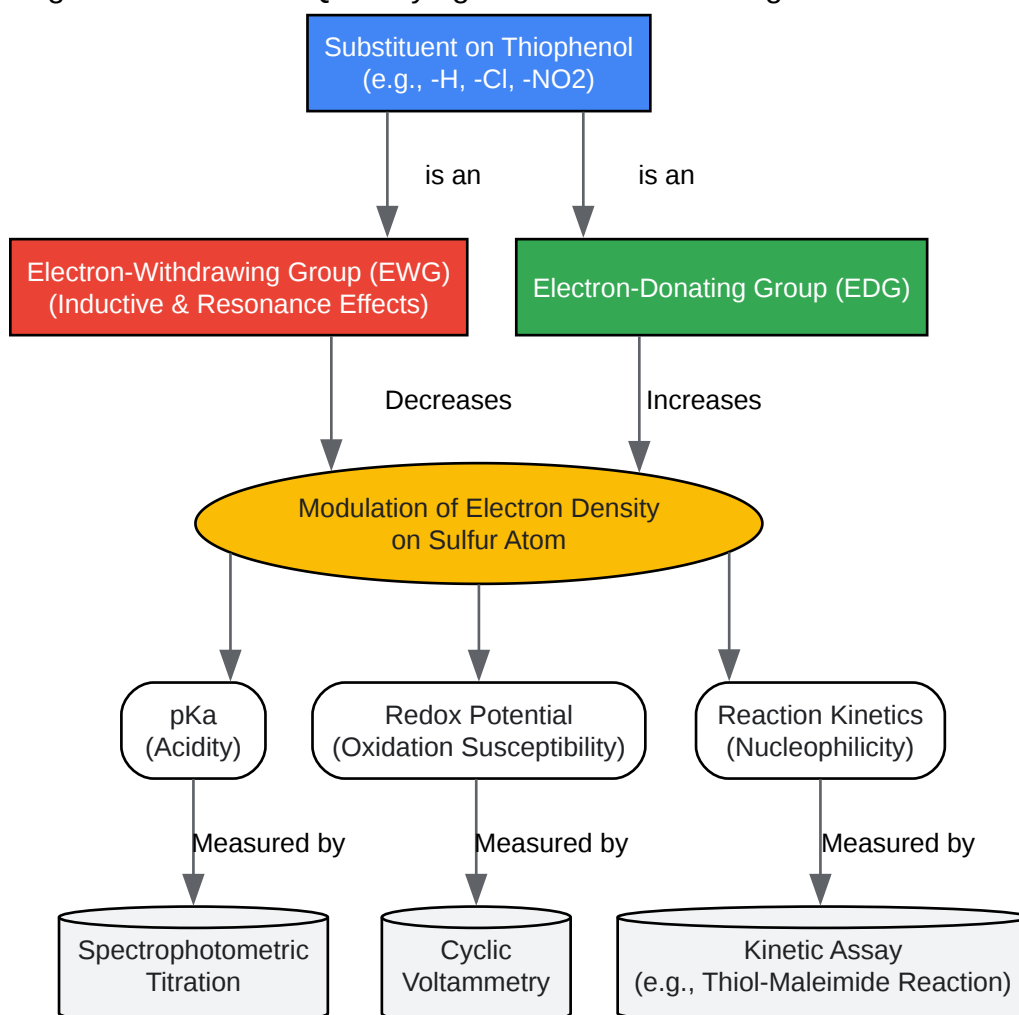 Substituent on Thiophenol
(e.g., -H, -Cl, -NO2)
is an
is an
Electron-Withdrawing Group (EWG)
(Inductive & Resonance Effects)
Electron-Donating Group (EDG)
Decreases
Increases
Modulation of Electron Density
on Sulfur Atom
pKa
(Acidity)
Redox Potential
(Oxidation Susceptibility)
Reaction Kinetics
(Nucleophilicity)
Measured by
Measured by
Measured by
Spectrophotometric
Titration
Cyclic
Voltammetry
Kinetic Assay
(e.g., Thiol-Maleimide Reaction)